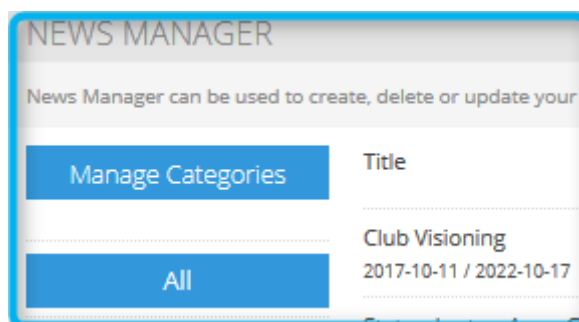 NEWS MANAGER
News Manager can be used to create, delete or update your
Manage Categories
Title
Club Visioning
2017-10-11 / 2022-10-17
All